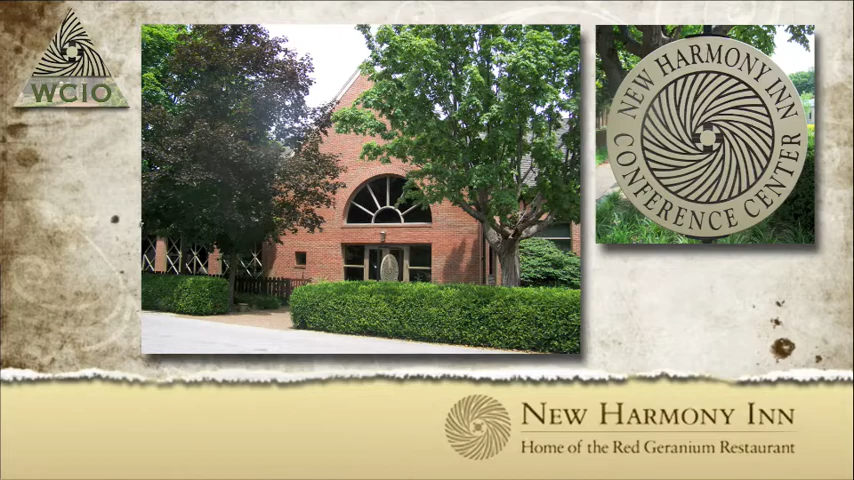 WCIO
NEW HARMONY INN
CONFERENCE CENTER
NEW HARMONY INN
Home of the Red Geranium Restaurant